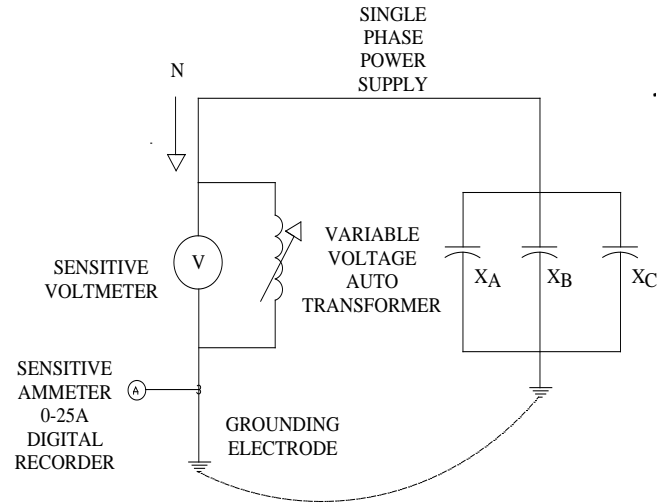 SINGLE
PHASE
POWER
SUPPLY
N
V
SENSITIVE
VOLTMETER
VARIABLE
VOLTAGE
AUTO
TRANSFORMER
XA
XB
XC
SENSITIVE
AMMETER
0-25A
DIGITAL
RECORDER
A
GROUNDING
ELECTRODE